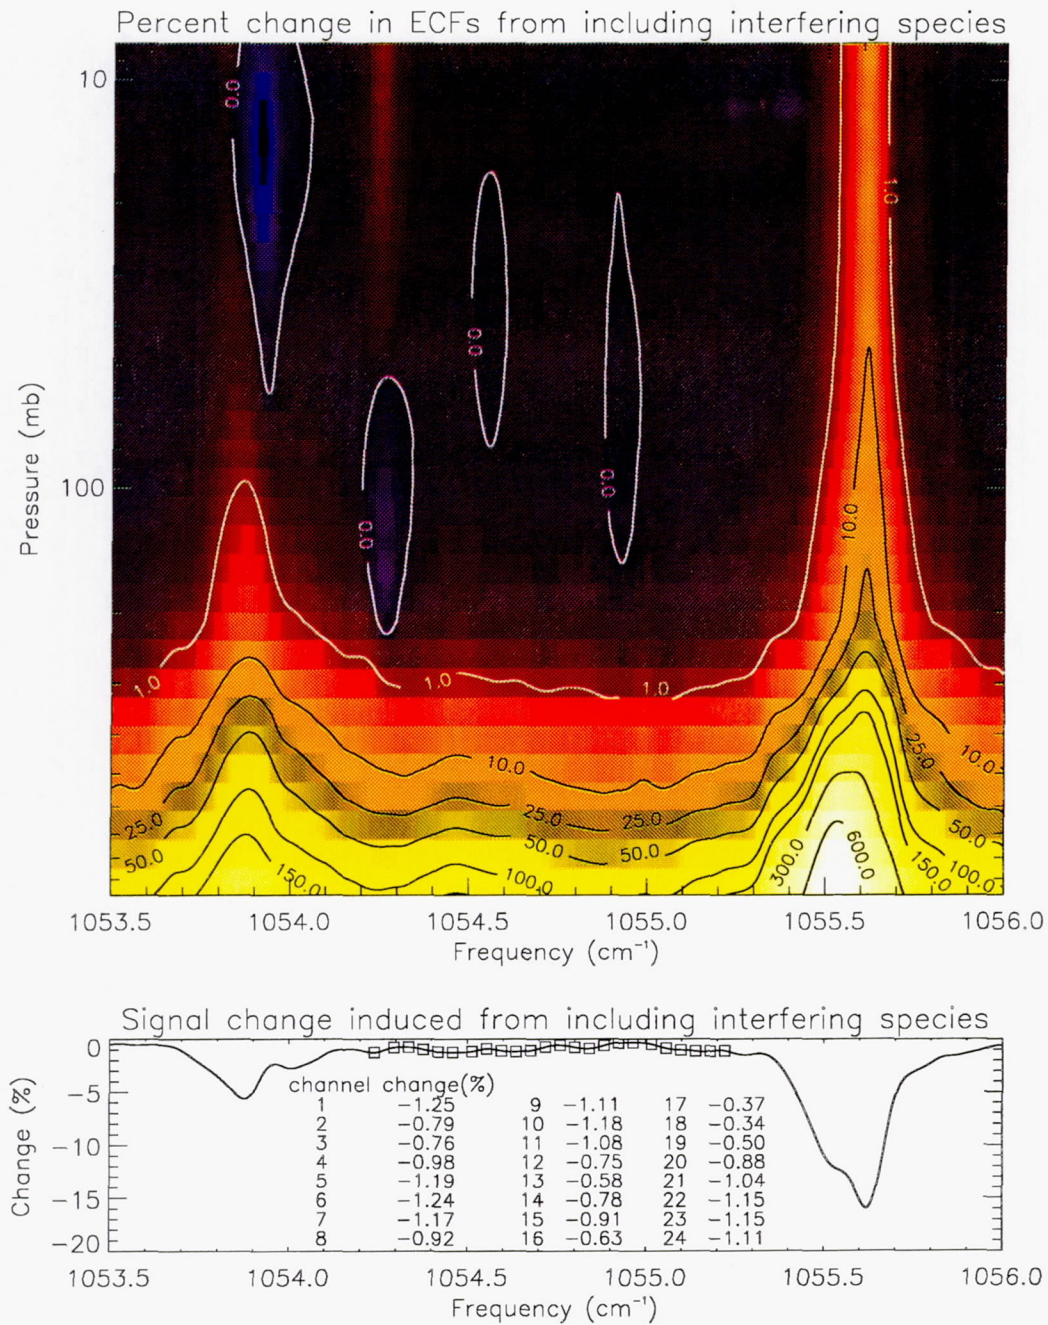 Percent change in ECFs from including interfering species
10
0.0
1.0
0.0
0.0
100
0.0
10.0
Pressure (mb)
1.0
1.0
1.0
10.0
25.0
10.0
25.0
25.0
25.0
50.0
50.0
50.0
50.0
150.0
100.0
300.0
600.0
150.0
100.0
1053.5 1054.0 1054.5 1055.0 1055.5 1056.0
Frequency (cm⁻¹)
Signal change induced from including interfering species
0
-5
-10
-15
-20
Change (%)
channel change(%)
1 -1.25 9 -1.11 17 -0.37
2 -0.79 10 -1.18 18 -0.34
3 -0.76 11 -1.08 19 -0.50
4 -0.98 12 -0.75 20 -0.88
5 -1.19 13 -0.58 21 -1.04
6 -1.24 14 -0.78 22 -1.15
7 -1.17 15 -0.91 23 -1.15
8 -0.92 16 -0.63 24 -1.11
1053.5 1054.0 1054.5 1055.0 1055.5 1056.0
Frequency (cm⁻¹)